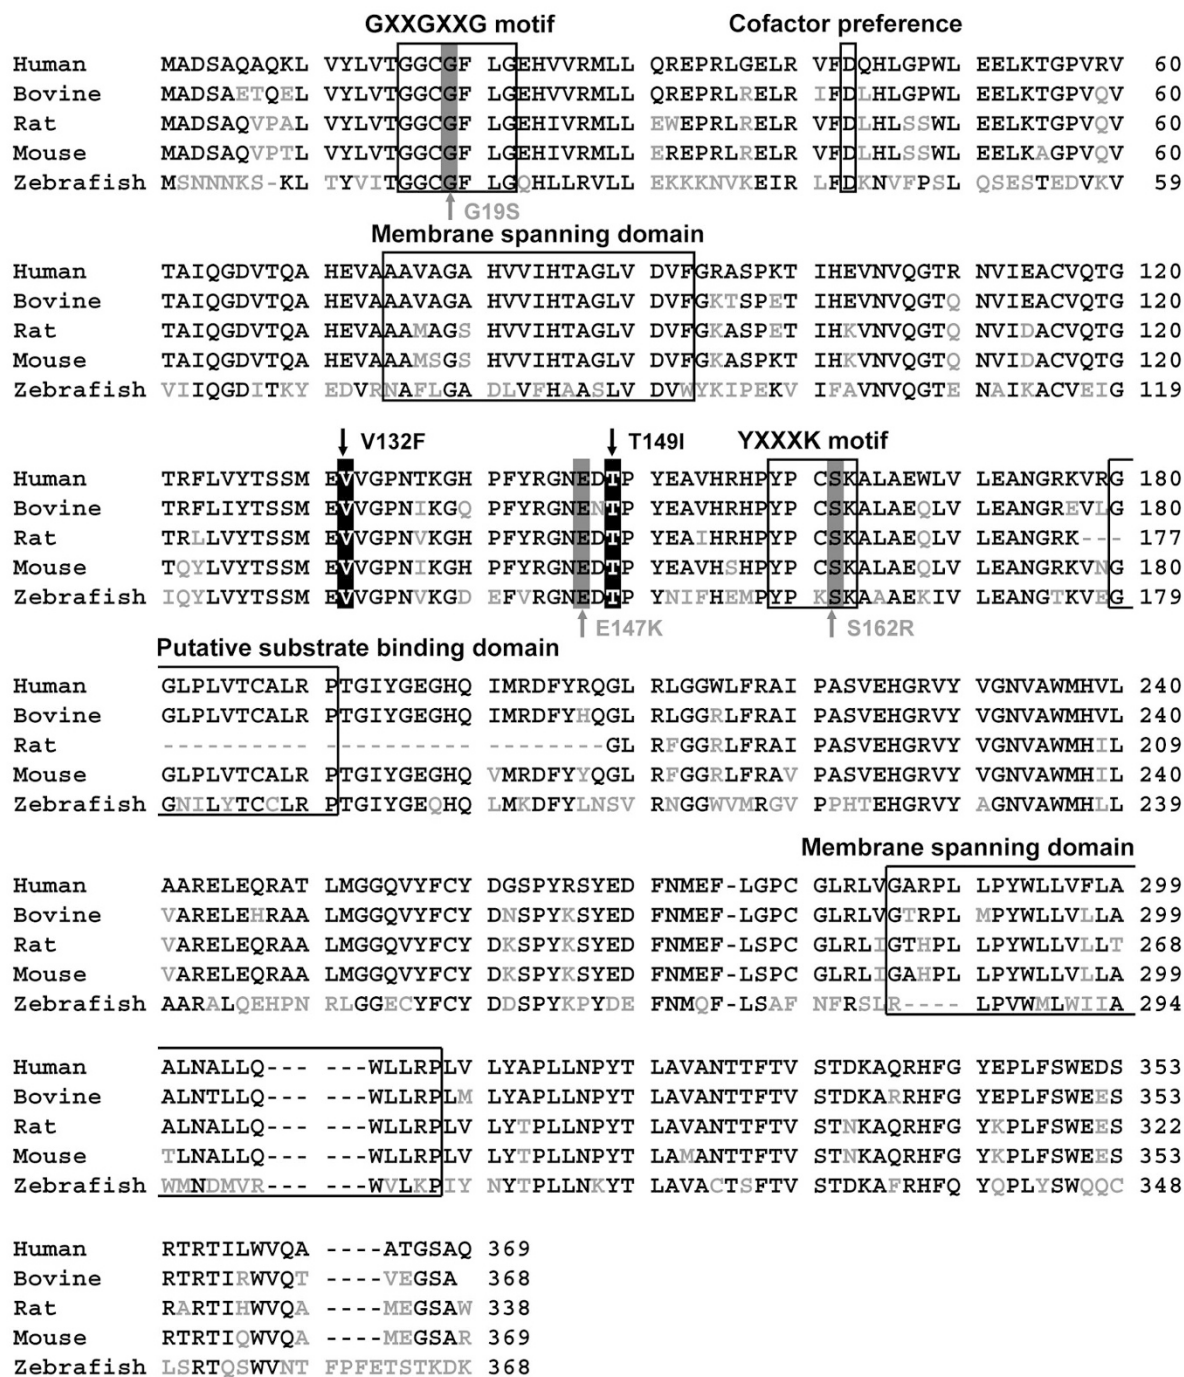 GXXGXXG motif Cofactor preference
Human MADSAQAQKL VYLVTGGCGF LGEHVVRMLL QREPRLGELR VFDQHLGPWL EELKTGPVRV 60
Bovine MADSAETQEL VYLVTGGCGF LGEHVVRMLL QREPRLRELR IFDLHLGPWL EELKTGPVQV 60
Rat MADSAQVPAL VYLVTGGCGF LGEHIVRMLL EWEPRLRELR VFDLHLSSWL EELKTGPVQV 60
Mouse MADSAQVPTL VYLVTGGCGF LGEHIVRMLL EREPRLRELR VFDLHLSSWL EELKAGPVQV 60
Zebrafish MSNNNKS-KL TYVITGGCGF LGQHLLRVLL EKKKNVKEIR LFDKNVFPSL QSESTEDVKV 59
G19S
Membrane spanning domain
Human TAIQGDVTQA HEVAAAVAGA HVVIHTAGLV DVFGRASPKT IHEVNVQGTR NVIEACVQTG 120
Bovine TAIQGDVTQA HEVAAAVAGA HVVIHTAGLV DVFGKTSPET IHEVNVQGTQ NVIEACVQTG 120
Rat TAIQGDVTQA HEVAAAMAGS HVVIHTAGLV DVFGKASPET IHKVNVQGTQ NVIDACVQTG 120
Mouse TAIQGDVTQA HEVAAAMSGS HVVIHTAGLV DVFGKASPKT IHKVNVQGTQ NVIDACVQTG 120
Zebrafish VIIQGDITKY EDVRNAFLGA DLVFHAASLV DVWYKIPEKV IFAVNVQGTE NAIKACVEIG 119
V132F T149I YXXXK motif
Human TRFLVYTSSM EVVGPNTKGH PFYRGNEDTP YEAVHRHPYP CSKALAEWLV LEANGRKVRG 180
Bovine TRFLIYTSSM EVVGPNIKGQ PFYRGNENTP YEAVHRHPYP CSKALAEQLV LEANGREVLG 180
Rat TRLLVYTSSM EVVGPNVKGH PFYRGNEDTP YEAIHRHPYP CSKALAEQLV LEANGRK--- 177
Mouse TQYLVYTSSM EVVGPNIKGH PFYRGNEDTP YEAVHSHPYP CSKALAEQLV LEANGRKVNG 180
Zebrafish IQYLVYTSSM EVVGPNVKGD EFVRGNEDTP YNIFHEMPYP KSKAAAEKIV LEANGTKVEG 179
E147K S162R
Putative substrate binding domain
Human GLPLVTCALR PTGIYGEGHQ IMRDFYRQGL RLGGWLFRAI PASVEHGRVY VGNVAWMHVL 240
Bovine GLPLVTCALR PTGIYGEGHQ IMRDFYHQGL RLGGRLFRAI PASVEHGRVY VGNVAWMHVL 240
Rat ---------- ---------- --------GL RFGGRLFRAI PASVEHGRVY VGNVAWMHIL 209
Mouse GLPLVTCALR PTGIYGEGHQ VMRDFYYQGL RFGGRLFRAV PASVEHGRVY VGNVAWMHIL 240
Zebrafish GNILYTCCLR PTGIYGEQHQ LMKDFYLNSV RNGGWVMRGV PPHTEHGRVY AGNVAWMHLL 239
Membrane spanning domain
Human AARELEQRAT LMGGQVYFCY DGSPYRSYED FNMEF-LGPC GLRLVGARPL LPYWLLVFLA 299
Bovine VARELEHRAA LMGGQVYFCY DNSPYKSYED FNMEF-LGPC GLRLVGTRPL MPYWLLVLLA 299
Rat VARELEQRAA LMGGQVYFCY DKSPYKSYED FNMEF-LSPC GLRLIGTHPL LPYWLLVLLT 268
Mouse VARELEQRAA LMGGQVYFCY DKSPYKSYED FNMEF-LSPC GLRLIGAHPL LPYWLLVLLA 299
Zebrafish AARALQEHPN RLGGECYFCY DDSPYKPYDE FNMQF-LSAF NFRSLR---- LPVWMLWIIA 294
Human ALNALLQ--- ---WLLRPLV LYAPLLNPYT LAVANTTFTV STDKAQRHFG YEPLFSWEDS 353
Bovine ALNTLLQ--- ---WLLRPLM LYAPLLNPYT LAVANTTFTV STDKARRHFG YEPLFSWEES 353
Rat ALNALLQ--- ---WLLRPLV LYTPLLNPYT LAVANTTFTV STNKAQRHFG YKPLFSWEES 322
Mouse TLNALLQ--- ---WLLRPLV LYTPLLNPYT LAMANTTFTV STNKAQRHFG YKPLFSWEES 353
Zebrafish WMNDMVR--- ---WVLKPIY NYTPLLNKYT LAVACTSFTV STDKAFRHFQ YQPLYSWQQC 348
Human RTRTILWVQA ----ATGSAQ 369
Bovine RTRTIRWVQT ----VEGSA 368
Rat RARTIHWVQA ----MEGSAW 338
Mouse RTRTIQWVQA ----MEGSAR 369
Zebrafish LSRTQSWVNT FPFETSTKDK 368